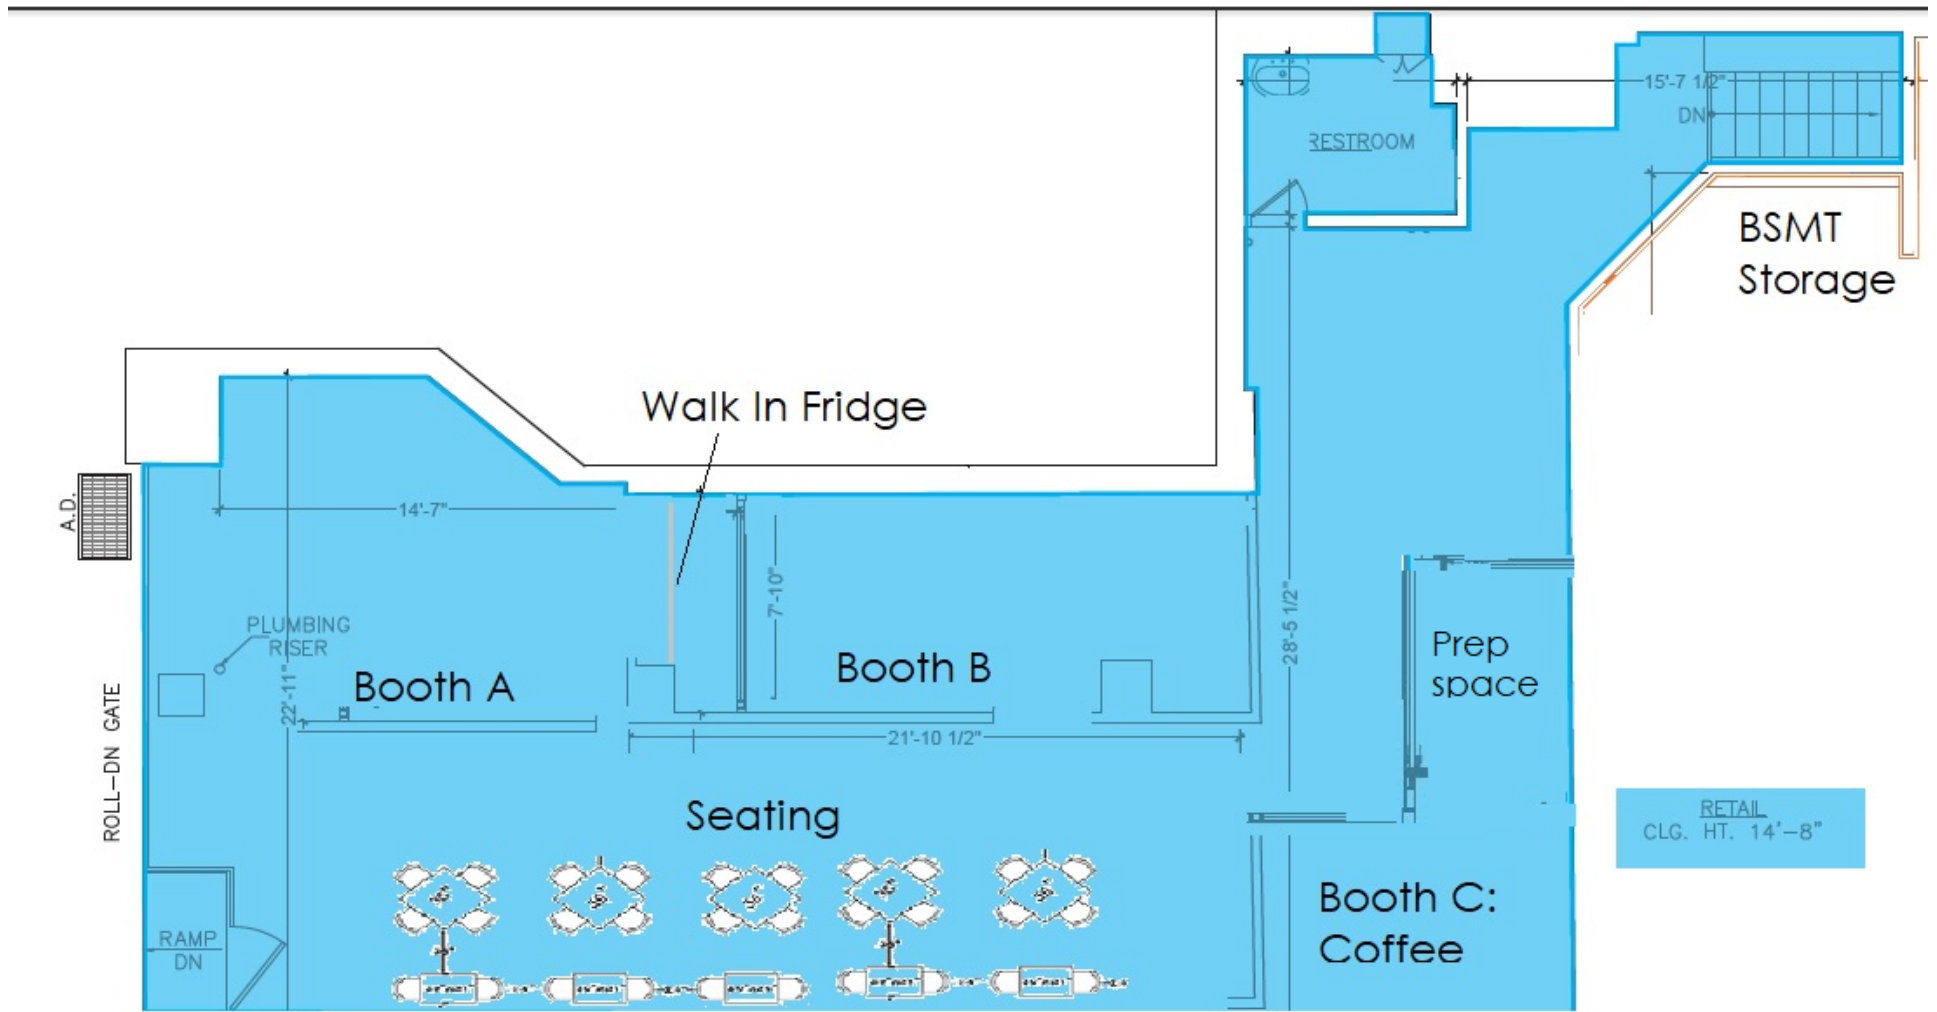 15'-7 1/2"
DN
RESTROOM
BSMT
Storage
Walk In Fridge
A.D.
14'-7"
7'-10"
28'-5 1/2"
PLUMBING
RISER
22'-11"
Booth A
Booth B
Prep
space
ROLL-DN GATE
21'-10 1/2"
Seating
RETAIL
CLG. HT. 14'-8"
Booth C:
Coffee
RAMP
DN